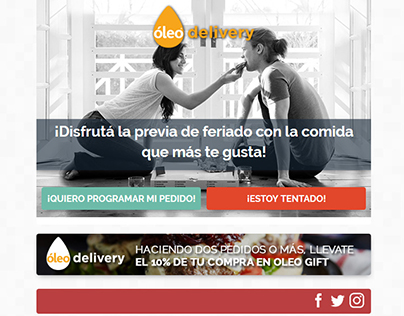 óleo delivery
¡Disfrutá la previa de feriado con la comida
que más te gusta!
¡QUIERO PROGRAMAR MI PEDIDO!
¡ESTOY TENTADO!
óleo delivery
HACIENDO DOS PEDIDOS O MÁS, LLEVATE
EL 10% DE TU COMPRA EN OLEO GIFT